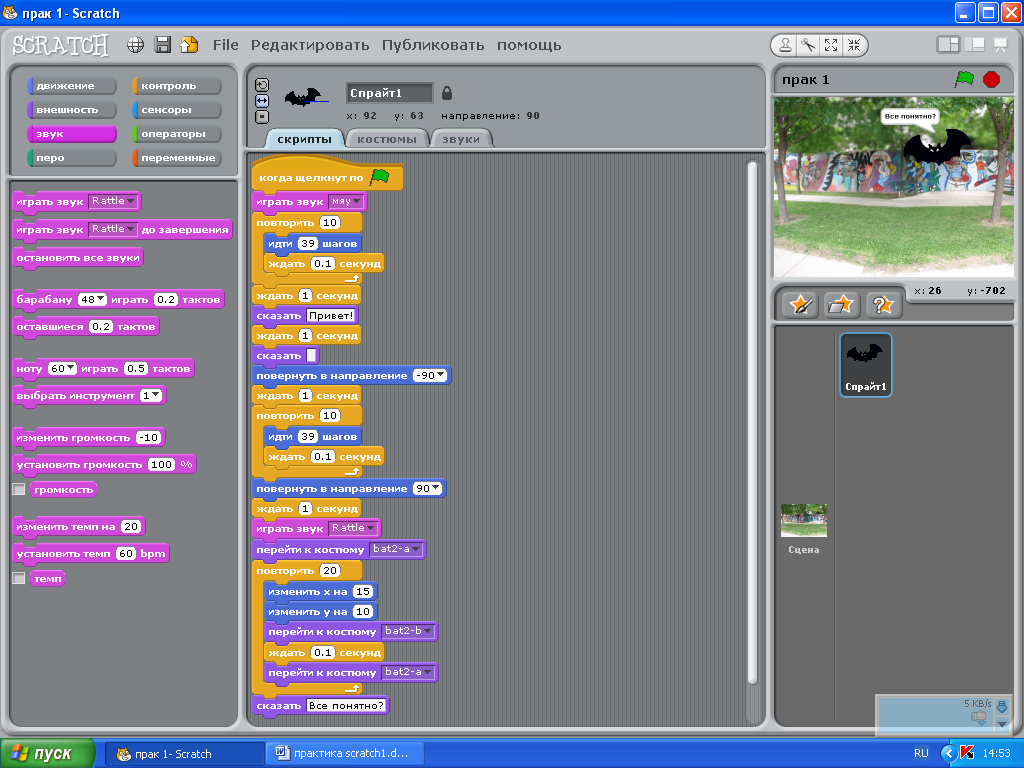 прак 1- Scratch
SCRATCH
File Редактировать Публиковать помощь
движение контроль
внешность сенсоры
звук операторы
перо переменные
играть звук Rattle
играть звук Rattle до завершения
остановить все звуки
барабану 48 играть 0.2 тактов
оставшиеся 0.2 тактов
ноту 60 играть 0.5 тактов
выбрать инструмент 1
изменить громкость -10
установить громкость 100 %
громкость
изменить темп на 20
установить темп 60 bpm
темп
Спрайт1
x: 92 y: 63 направление: 90
скрипты костюмы звуки
когда щелкнут по
играть звук мяу
повторить 10
идти 39 шагов
ждать 0.1 секунд
ждать 1 секунд
сказать Привет!
ждать 1 секунд
сказать
повернуть в направление -90
ждать 1 секунд
повторить 10
идти 39 шагов
ждать 0.1 секунд
повернуть в направление 90
ждать 1 секунд
играть звук Rattle
перейти к костюму bat2-a
повторить 20
изменить x на 15
изменить y на 10
перейти к костюму bat2-b
ждать 0.1 секунд
перейти к костюму bat2-a
сказать Все понятно?
прак 1
Все понятно?
x: 26 y: -702
Спрайт1
Сцена
5 KB/s
пуск
прак 1- Scratch
практика scratch1.d...
RU
14:53